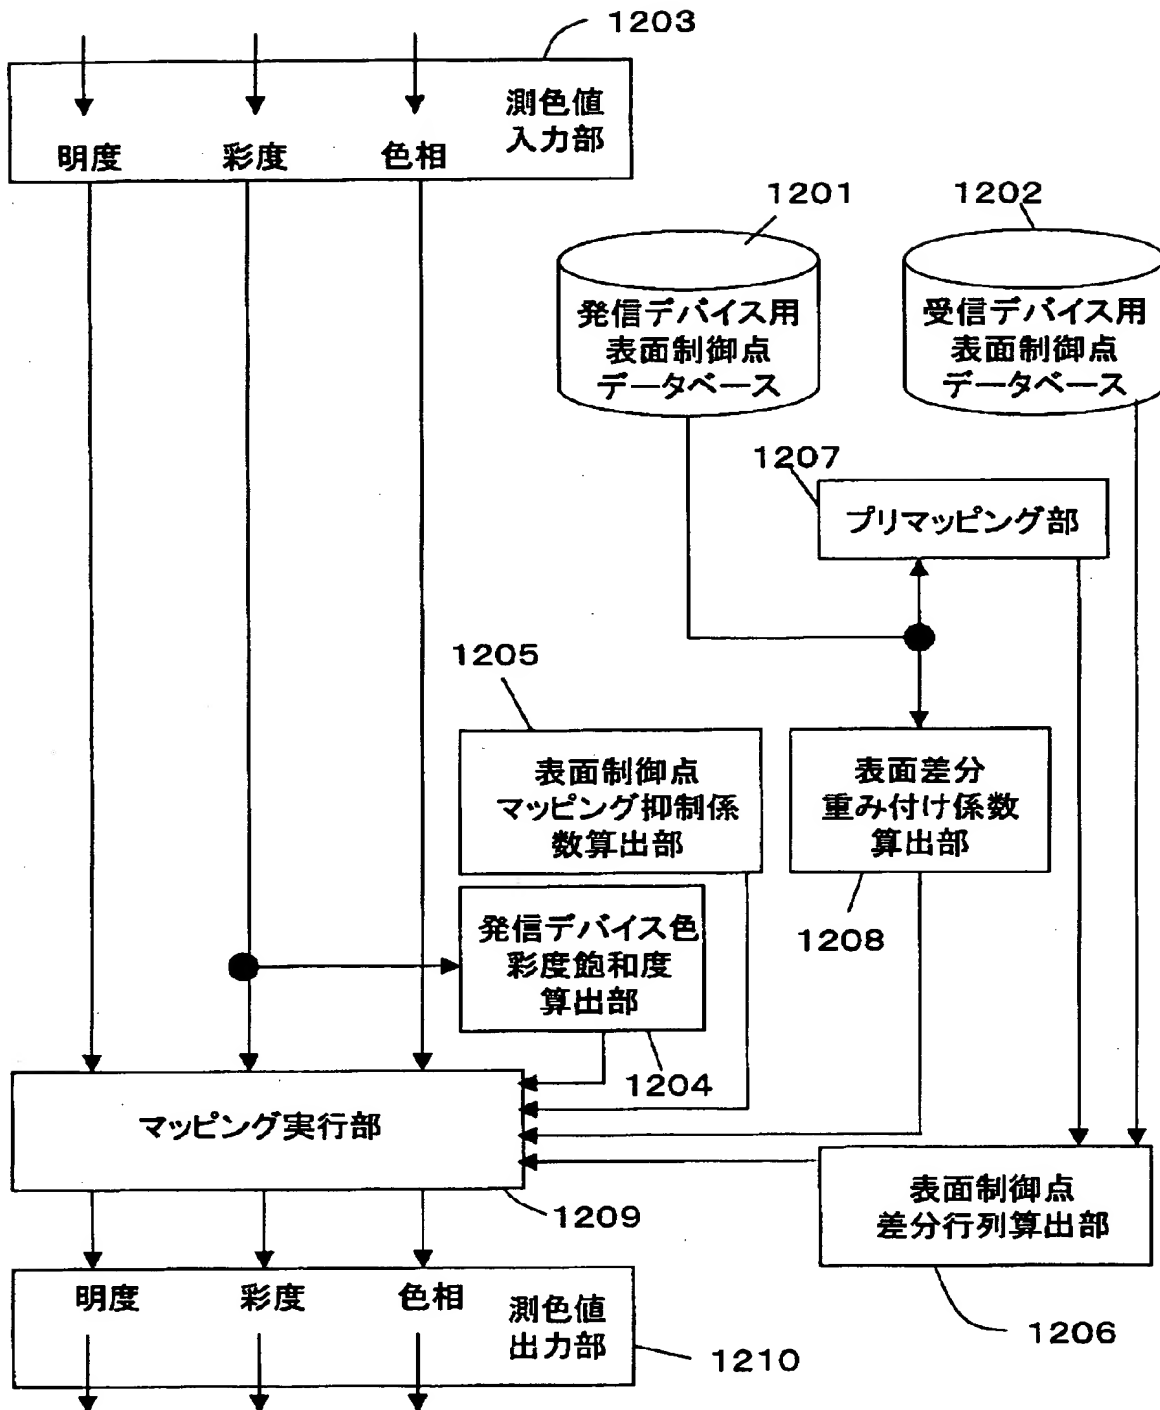 1203
測色値
入力部
明度
彩度
色相
1201
1202
発信デバイス用
表面制御点
データベース
受信デバイス用
表面制御点
データベース
1207
プリマッピング部
1205
表面制御点
マッピング抑制係
数算出部
表面差分
重み付け係数
算出部
1208
発信デバイス色
彩度飽和度
算出部
1204
マッピング実行部
1209
表面制御点
差分行列算出部
1206
明度
彩度
色相
測色値
出力部
1210